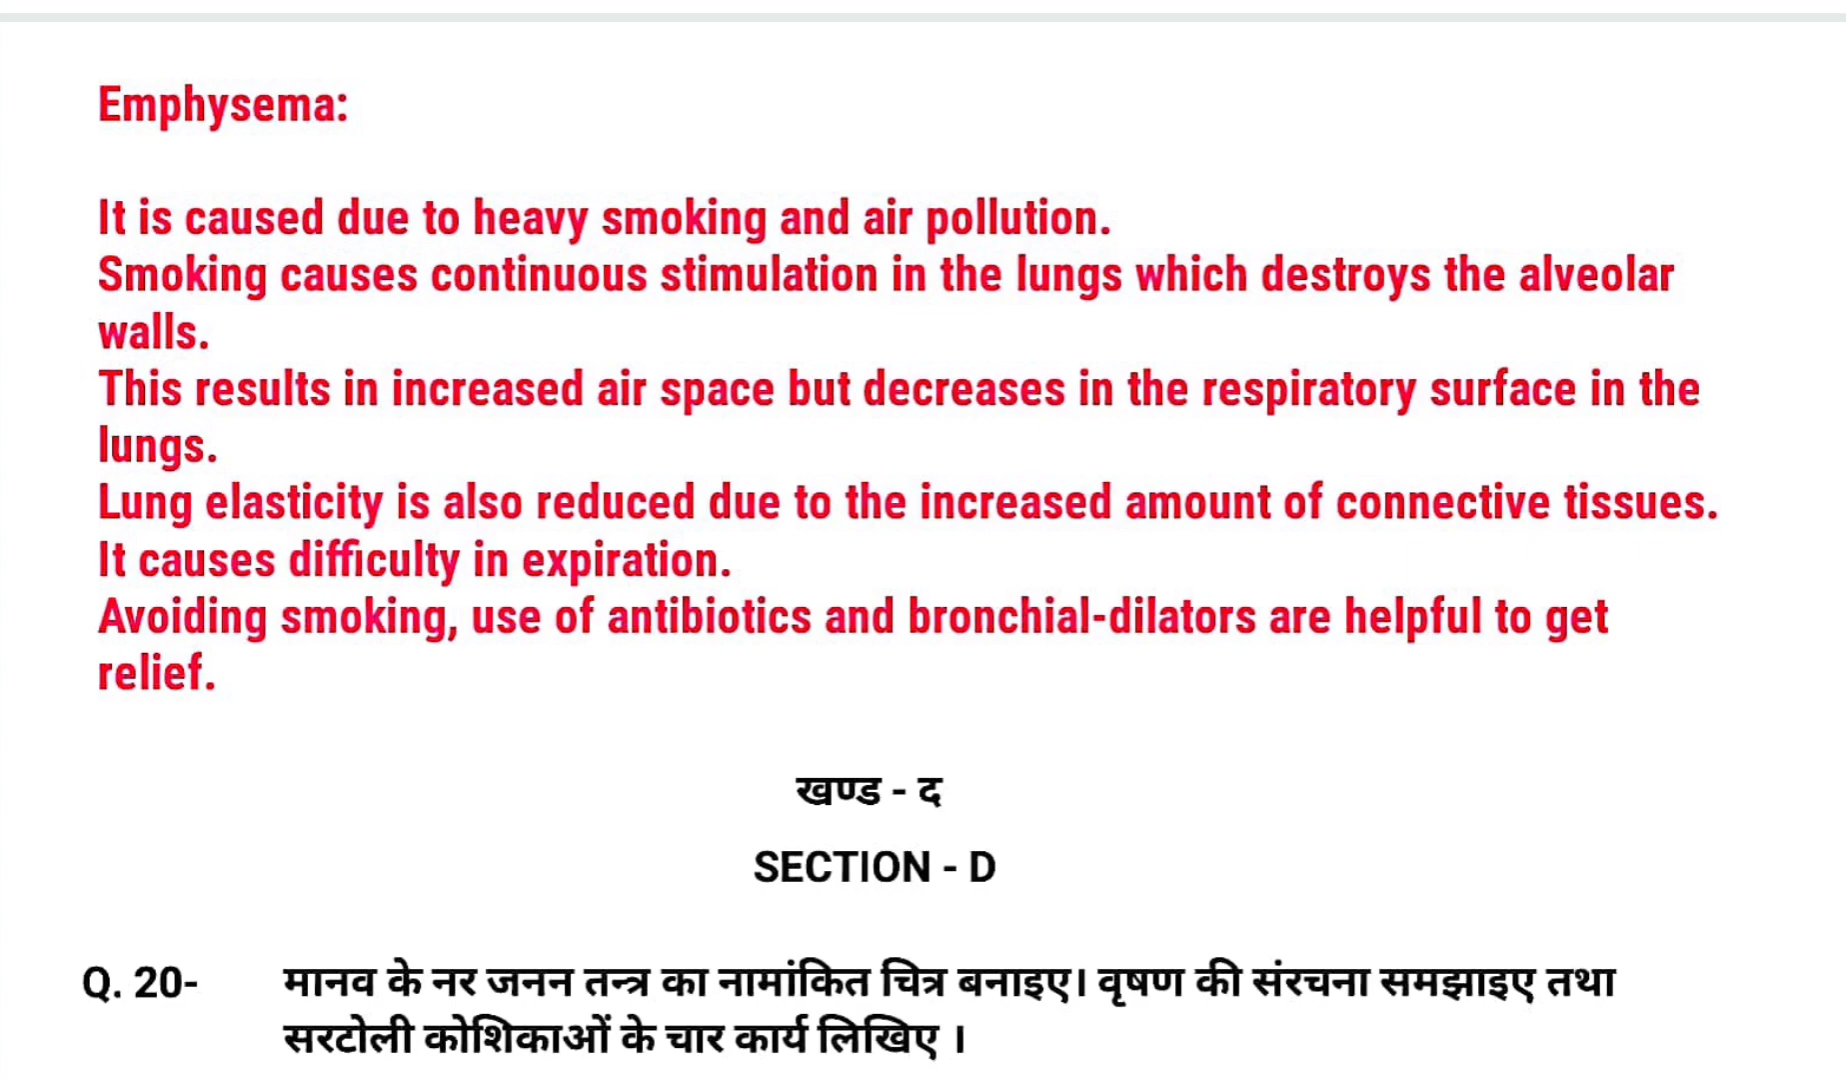 Emphysema:
It is caused due to heavy smoking and air pollution.
Smoking causes continuous stimulation in the lungs which destroys the alveolar
walls.
This results in increased air space but decreases in the respiratory surface in the
lungs.
Lung elasticity is also reduced due to the increased amount of connective tissues.
It causes difficulty in expiration.
Avoiding smoking, use of antibiotics and bronchial-dilators are helpful to get
relief.
खण्ड - द
SECTION - D
Q. 20- मानव के नर जनन तन्त्र का नामांकित चित्र बनाइए। वृषण की संरचना समझाइए तथा
सरटोली कोशिकाओं के चार कार्य लिखिए ।